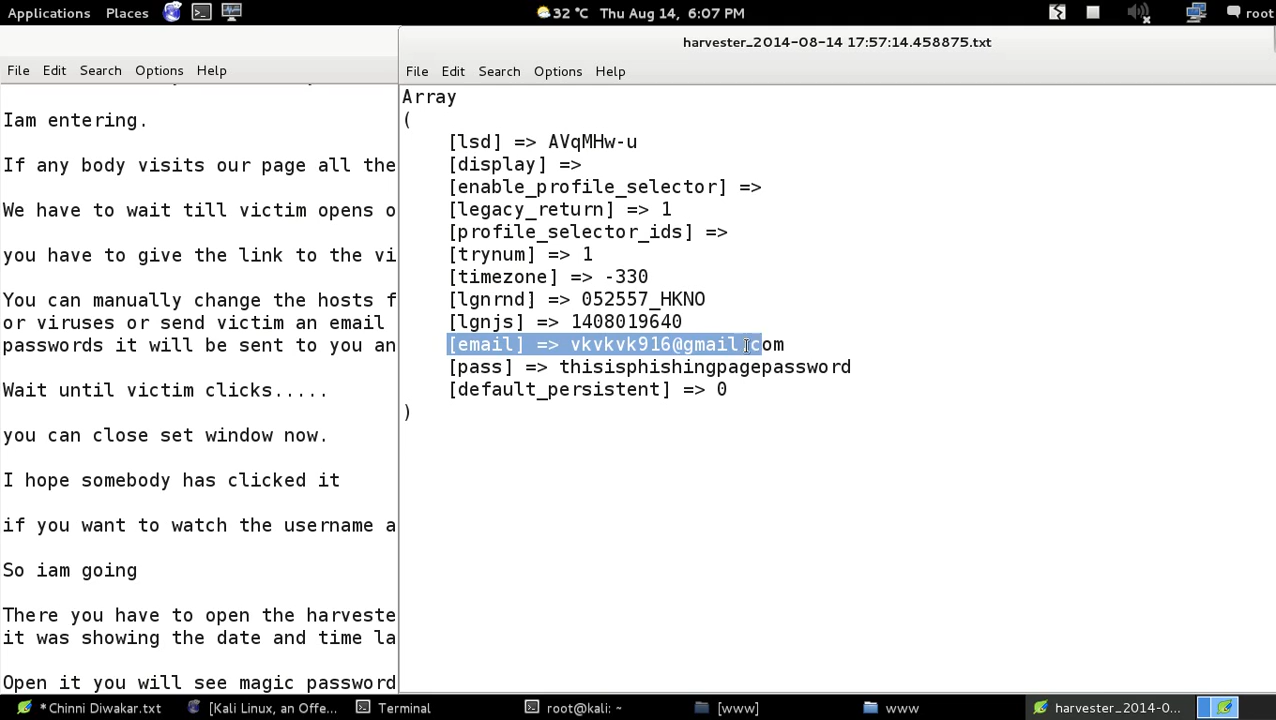 Applications Places 32 °C Thu Aug 14, 6:07 PM root
harvester_2014-08-14 17:57:14.458875.txt
File Edit Search Options Help
File Edit Search Options Help
Iam entering.
If any body visits our page all the
We have to wait till victim opens o
you have to give the link to the vi
You can manually change the hosts f
or viruses or send victim an email
passwords it will be sent to you an
Wait until victim clicks.....
you can close set window now.
I hope somebody has clicked it
if you want to watch the username a
So iam going
There you have to open the harveste
it was showing the date and time la
Open it you will see magic password
Array
(
[lsd] => AVqMHw-u
[display] =>
[enable_profile_selector] =>
[legacy_return] => 1
[profile_selector_ids] =>
[trynum] => 1
[timezone] => -330
[lgnrnd] => 052557_HKNO
[lgnjs] => 1408019640
[email] => vkvkvk916@gmail.com
[pass] => thisisphishingpagepassword
[default_persistent] => 0
)
*Chinni Diwakar.txt [Kali Linux, an Offe... Terminal root@kali: ~ [www] www harvester_2014-0...